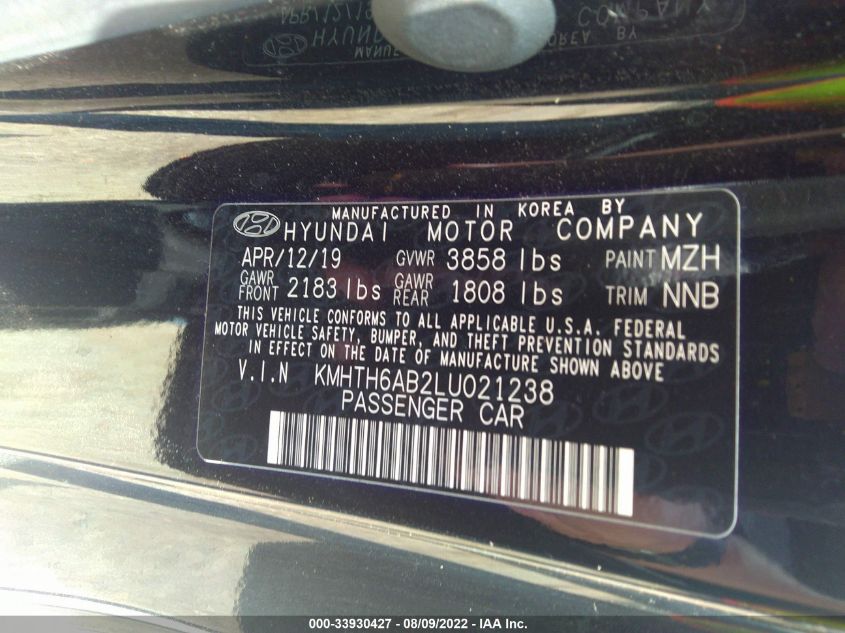 MANUFACTURED IN KOREA BY
HYUNDAI MOTOR COMPANY
APR/12/19 GVWR 3858 lbs PAINT MZH
GAWR FRONT 2183 lbs GAWR REAR 1808 lbs TRIM NNB
THIS VEHICLE CONFORMS TO ALL APPLICABLE U.S.A. FEDERAL
MOTOR VEHICLE SAFETY, BUMPER, AND THEFT PREVENTION STANDARDS
IN EFFECT ON THE DATE OF MANUFACTURE SHOWN ABOVE
V.I.N KMHTH6AB2LU021238
PASSENGER CAR
000-33930427 - 08/09/2022 - IAA Inc.